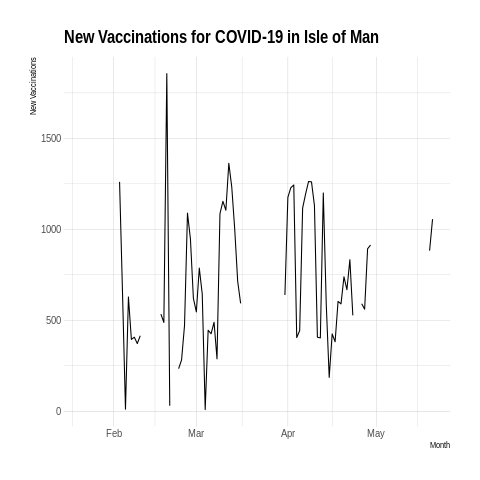 New Vaccinations for COVID-19 in Isle of Man
New Vaccinations
1500
1000
500
0
Feb Mar Apr May
Month